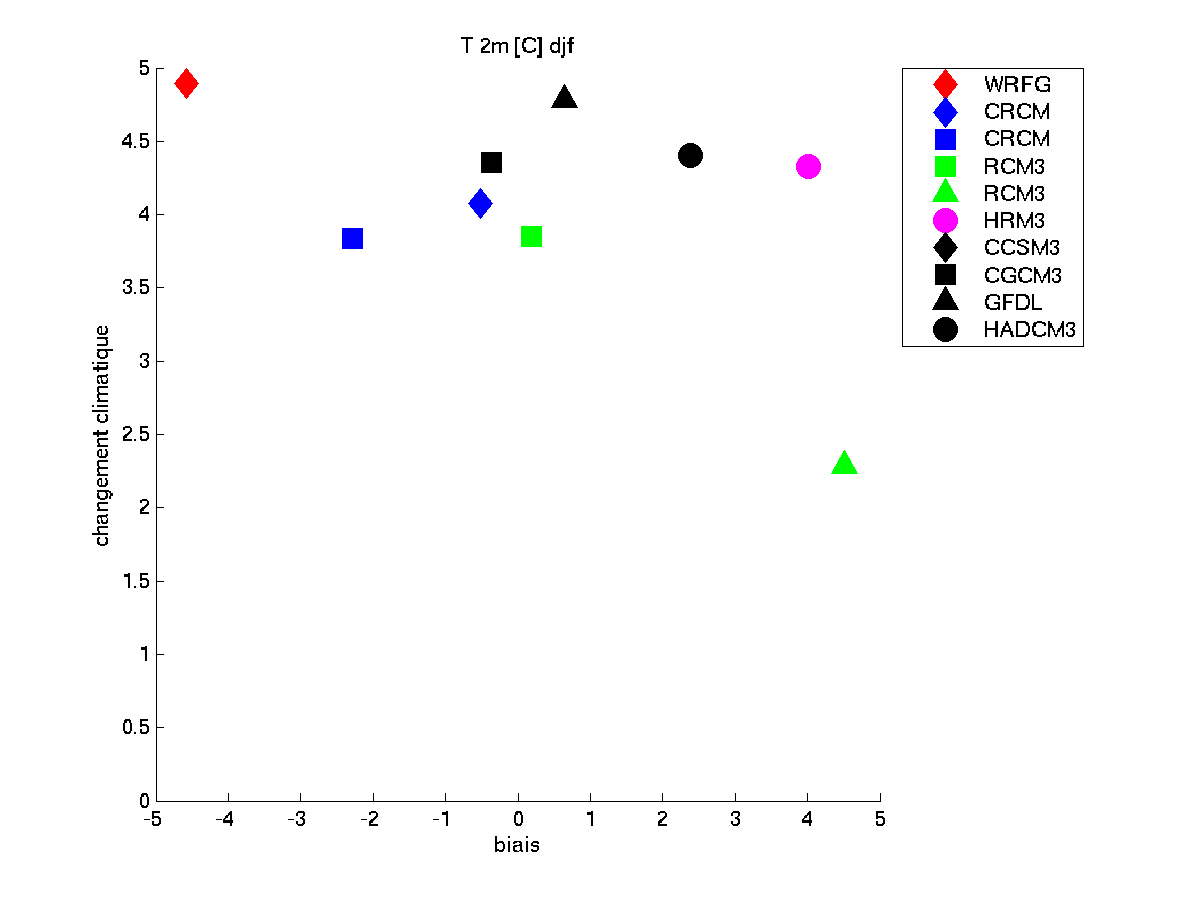 T 2m [C] djf
5
4.5
4
3.5
3
2.5
2
1.5
1
0.5
0
changement climatique
-5 -4 -3 -2 -1 0 1 2 3 4 5
biais
WRFG
CRCM
CRCM
RCM3
RCM3
HRM3
CCSM3
CGCM3
GFDL
HADCM3